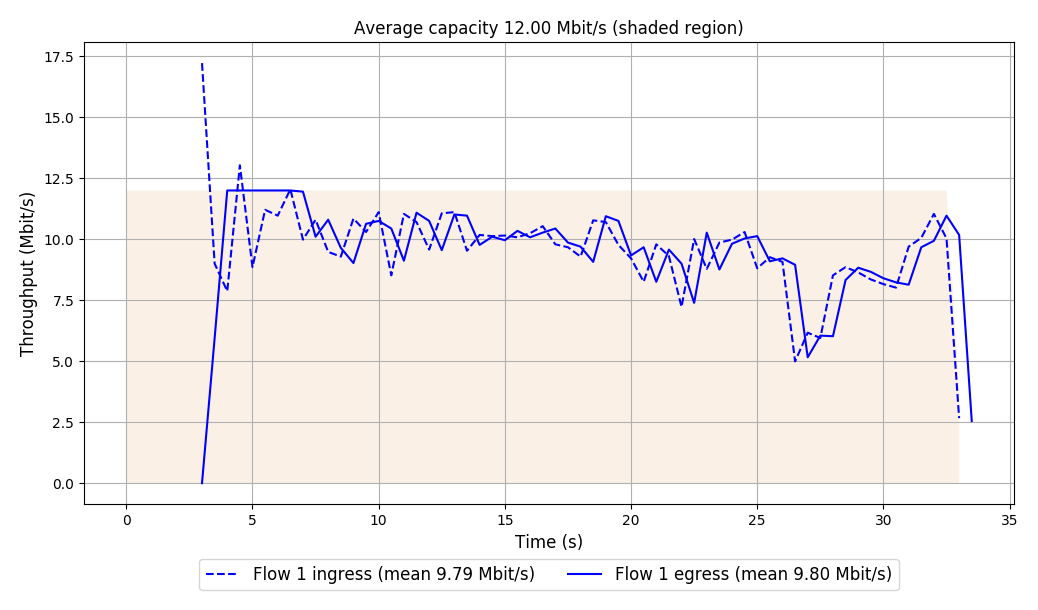 Average capacity 12.00 Mbit/s (shaded region)
17.5
15.0
12.5
10.0
7.5
5.0
2.5
0.0
Throughput (Mbit/s)
0 5 10 15 20 25 30 35
Time (s)
Flow 1 ingress (mean 9.79 Mbit/s) Flow 1 egress (mean 9.80 Mbit/s)